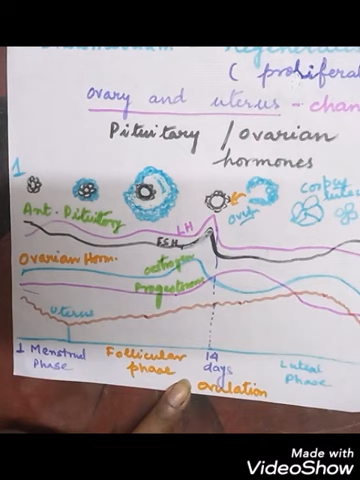 ( prolifera
ovary and uterus - chan
Pituitary / ovarian
hormones
1
corpus
Ant. Pituitory
LH
ovum
FSH
Ovarian Horm.
oestrogen
Progesterone
Uterus
1 Menstrual
Phase
Follicular
phase
14
days
ovulation
Luteal
Phase
Made with
VideoShow